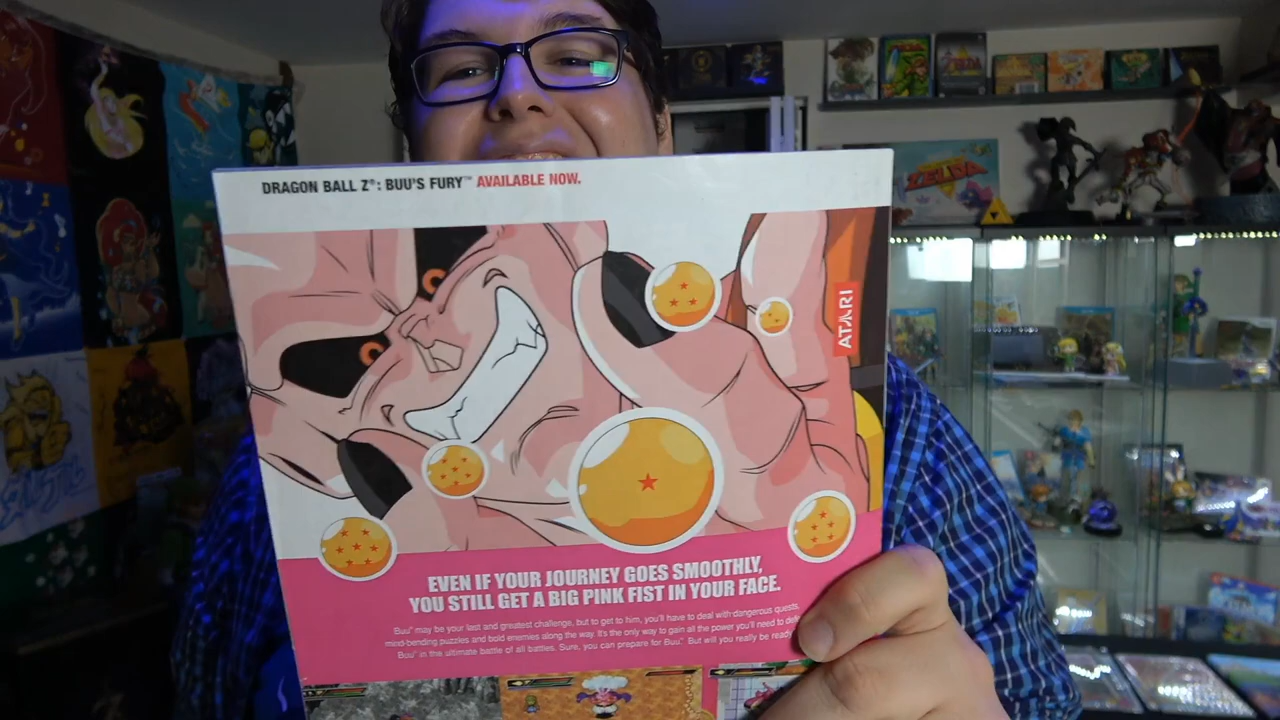 DRAGON BALL Z®: BUU'S FURY™ AVAILABLE NOW.
ZELDA
ATARI
EVEN IF YOUR JOURNEY GOES SMOOTHLY,
YOU STILL GET A BIG PINK FIST IN YOUR FACE.
Buu™ may be your last and greatest challenge, but to get to him, you'll have to deal with dangerous quests,
mind-bending puzzles and bold enemies along the way. It's the only way to gain all the power you'll need to
Buu™ in the ultimate battle of all battles. Sure, you can prepare for Buu.™ But will you really be